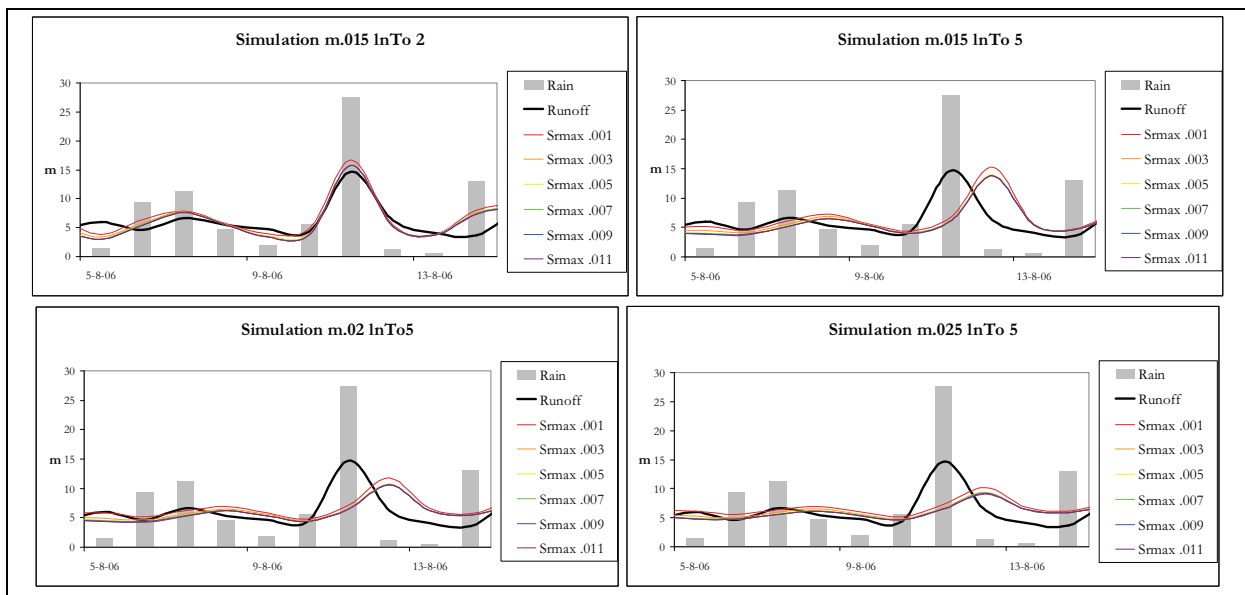 Simulation m.015 lnTo 2
30
25
20
15
10
5
0
m
5-8-06
9-8-06
13-8-06
Rain
Runoff
Srmax .001
Srmax .003
Srmax .005
Srmax .007
Srmax .009
Srmax .011
Simulation m.015 lnTo 5
30
25
20
15
10
5
0
m
5-8-06
9-8-06
13-8-06
Rain
Runoff
Srmax .001
Srmax .003
Srmax .005
Srmax .007
Srmax .009
Srmax .011
Simulation m.02 lnTo5
30
25
20
15
10
5
0
m
5-8-06
9-8-06
13-8-06
Rain
Runoff
Srmax .001
Srmax .003
Srmax .005
Srmax .007
Srmax .009
Srmax .011
Simulation m.025 lnTo 5
30
25
20
15
10
5
0
m
5-8-06
9-8-06
13-8-06
Rain
Runoff
Srmax .001
Srmax .003
Srmax .005
Srmax .007
Srmax .009
Srmax .011